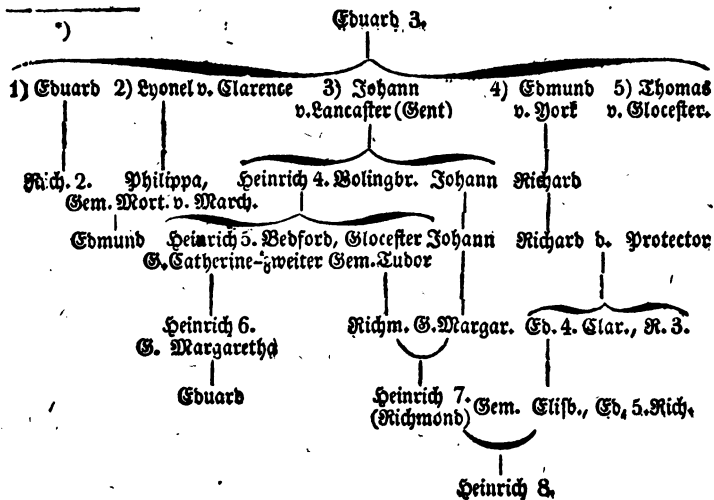 *)
Eduard 3.
1) Eduard 2) Lyonel v. Clarence 3) Johann 4) Edmund 5) Thomas
v. Lancaster (Gent) v. York v. Glocester.
Rich. 2. Philippa, Heinrich 4. Bolingbr. Johann Richard
Gem. Mort. v. March.
Edmund Heinrich 5. Bedford, Glocester Johann Richard d. Protector
G. Catherine-zweiter Gem. Tudor
Heinrich 6. Richm. G. Margar. Ed. 4. Clar., R. 3.
G. Margaretha
Eduard Heinrich 7. Gem. Elisb., Ed. 5. Rich.
(Richmond)
Heinrich 8.